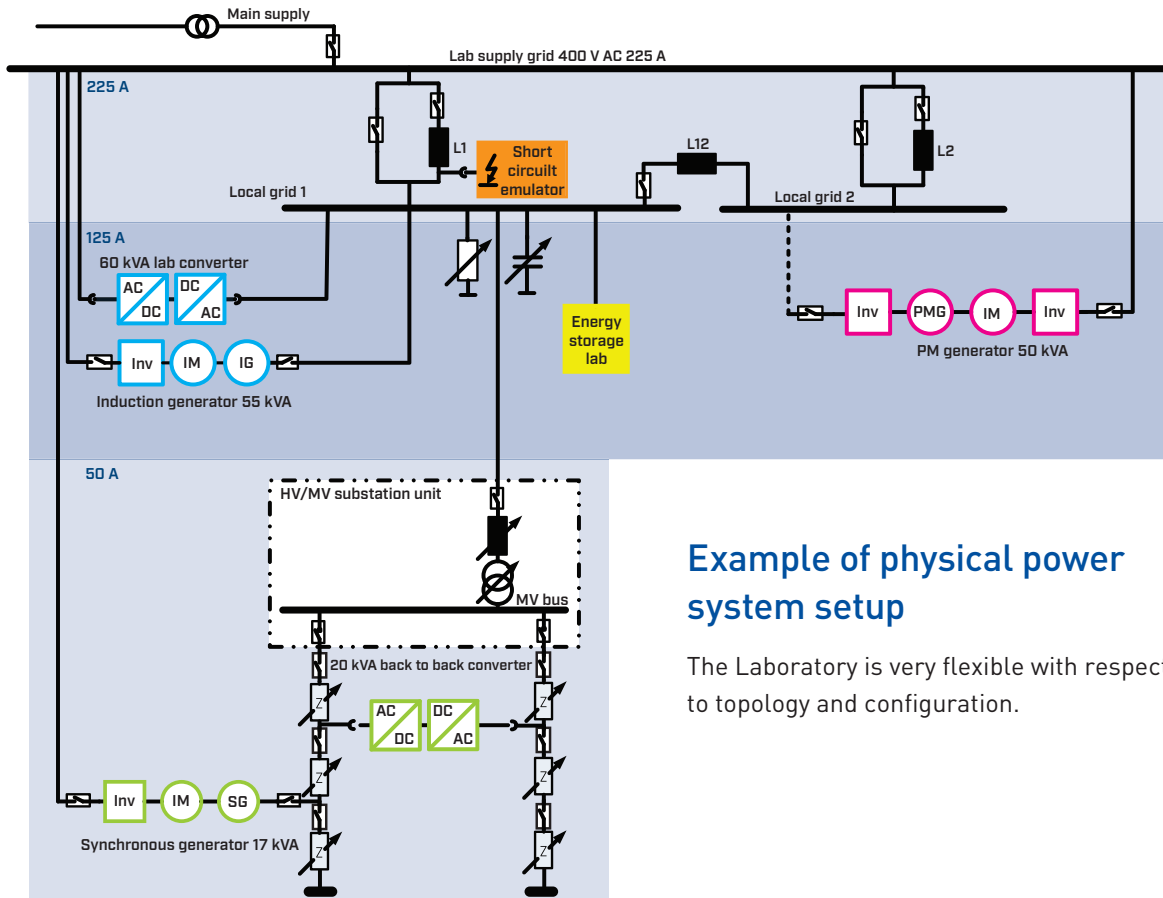 Main supply
Lab supply grid 400 V AC 225 A
225 A
L1
Short
circuilt
emulator
L12
L2
Local grid 1
Local grid 2
125 A
60 kVA lab converter
AC
DC
DC
AC
Energy
storage
lab
Inv
PMG
IM
Inv
PM generator 50 kVA
Inv
IM
IG
Induction generator 55 kVA
50 A
HV/MV substation unit
MV bus
20 kVA back to back converter
Z
Z
AC
DC
DC
AC
Z
Z
Inv
IM
SG
Synchronous generator 17 kVA
Z
Z
Example of physical power
system setup
The Laboratory is very flexible with respect
to topology and configuration.